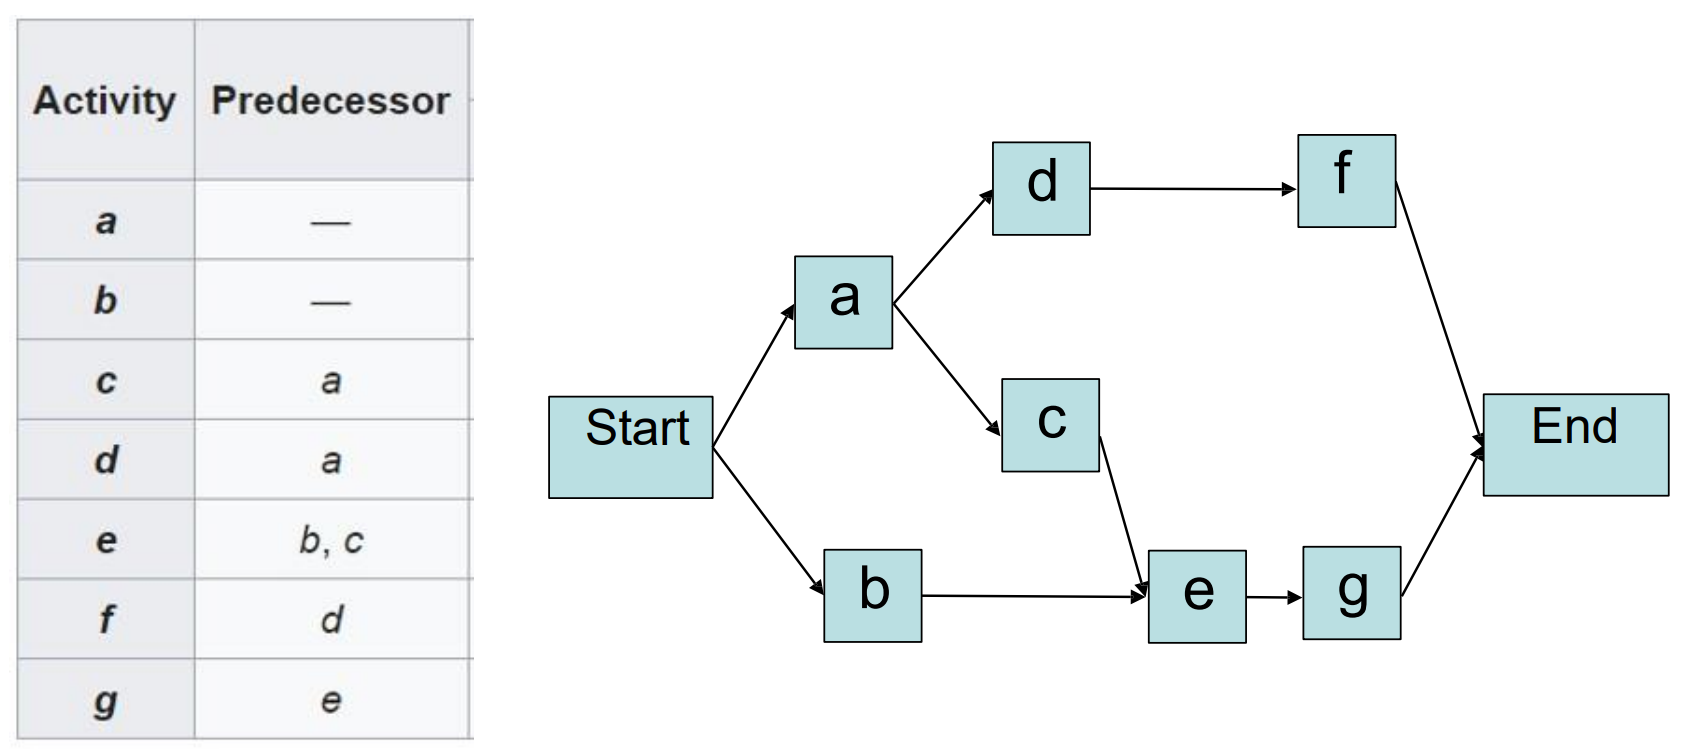 Activity Predecessor
a —
b —
c a
d a
e b, c
f d
g e
d
f
a
c
Start
End
b
e
g